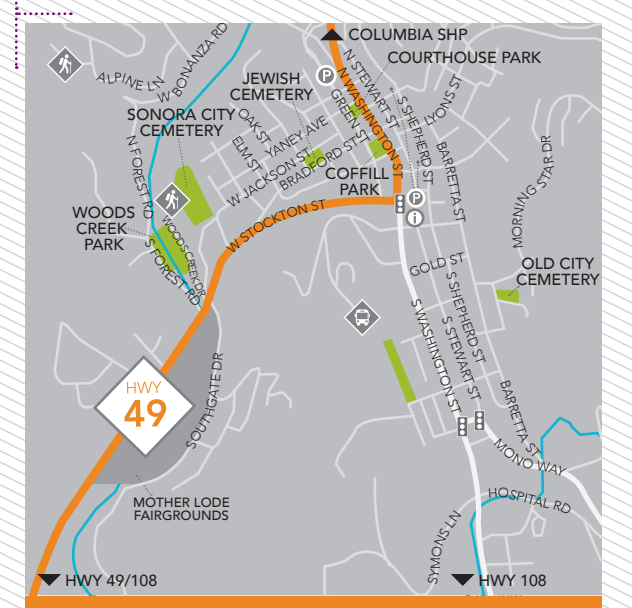 COLUMBIA SHP
COURTHOUSE PARK
W BONANZA RD
ALPINE LN
N STEWART ST
N WASHINGTON ST
P
JEWISH
CEMETERY
GREEN ST
S SHEPHERD ST
LYONS ST
SONORA CITY
CEMETERY
OAK ST
ELM ST
YANEY AVE
W JACKSON ST
BRADFORD ST
BARRETTA ST
MORNING STAR DR
N FOREST RD
COFFILL
PARK
P
i
WOODS
CREEK
PARK
WOODS CREEK DR
S FOREST RD
W STOCKTON ST
GOLD ST
OLD CITY
CEMETERY
S SHEPHERD ST
S STEWART ST
S WASHINGTON ST
HWY
49
SOUTHGATE DR
BARRETTA ST
MONO WAY
HOSPITAL RD
MOTHER LODE
FAIRGROUNDS
SYMONS LN
HWY 49/108
HWY 108